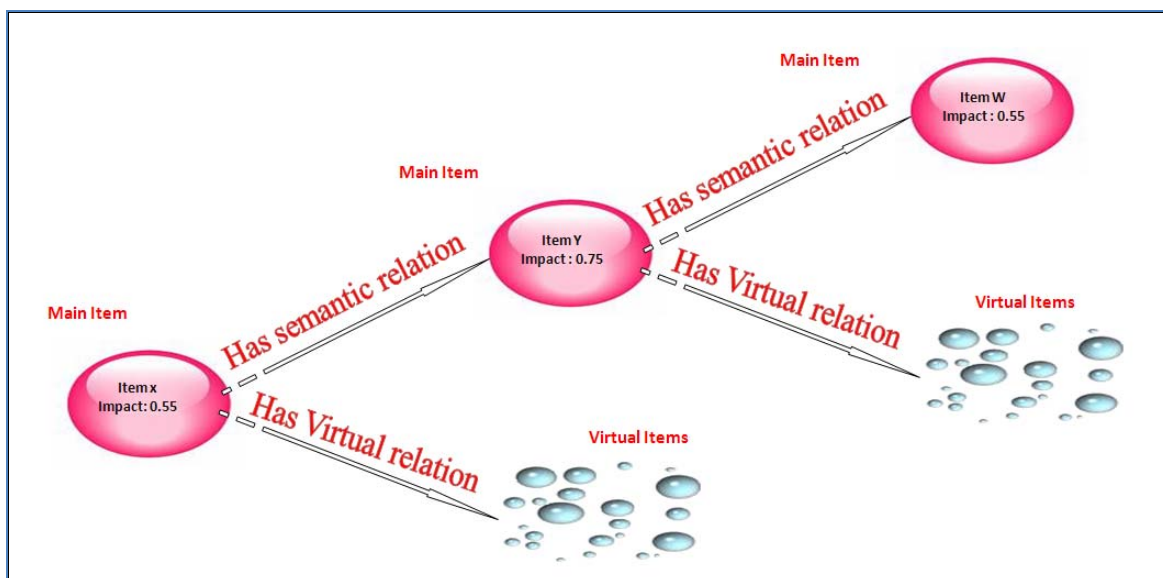 Main Item
Item W
Impact : 0.55
Has semantic relation
Main Item
Item Y
Impact : 0.75
Has Virtual relation
Virtual Items
Has semantic relation
Main Item
Item x
Impact: 0.55
Has Virtual relation
Virtual Items